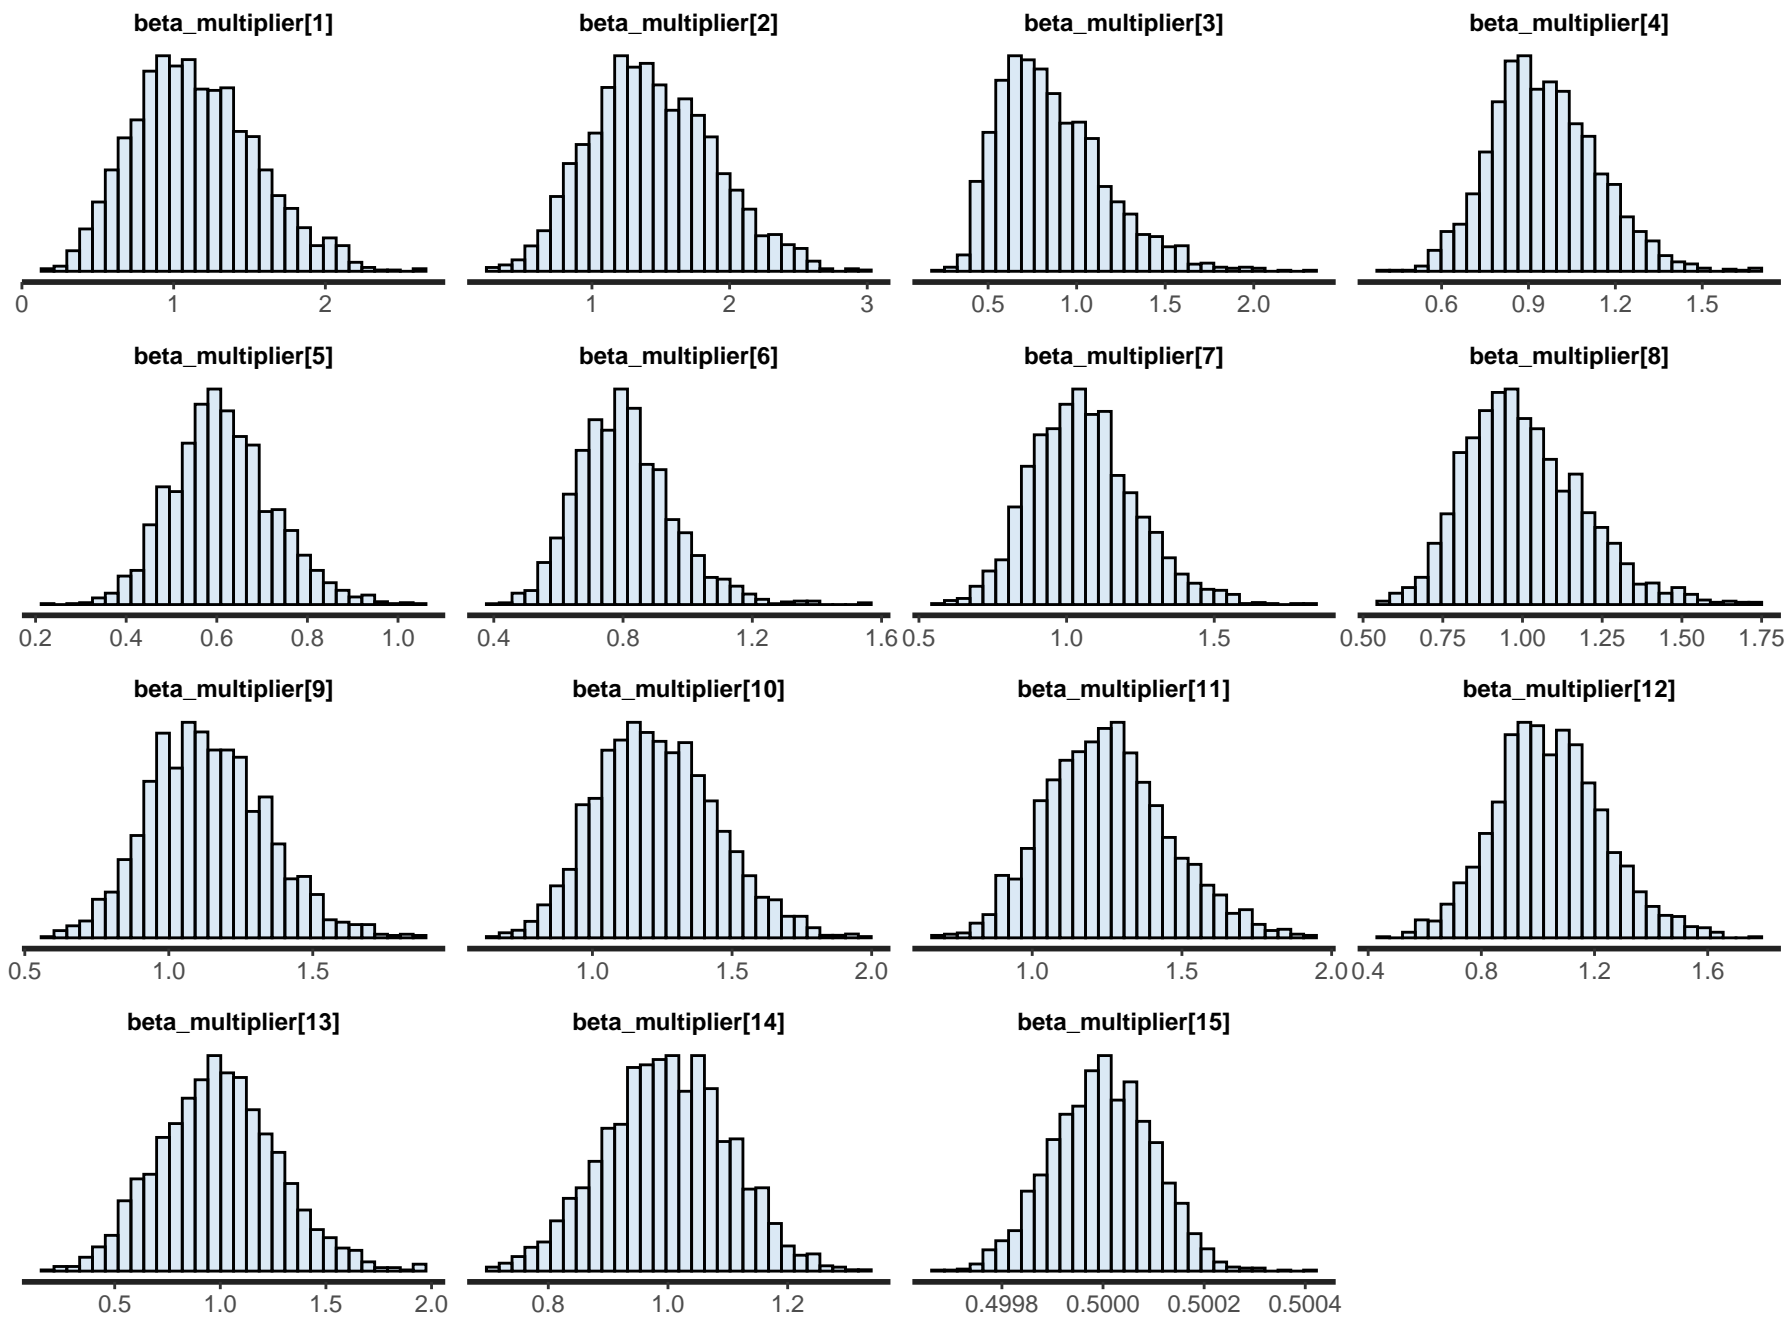 beta_multiplier[1] beta_multiplier[2] beta_multiplier[3] beta_multiplier[4]
0 1 2 1 2 3 0.5 1.0 1.5 2.0 0.6 0.9 1.2 1.5
beta_multiplier[5] beta_multiplier[6] beta_multiplier[7] beta_multiplier[8]
0.2 0.4 0.6 0.8 1.0 0.4 0.8 1.2 1.6 0.5 1.0 1.5 0.50 0.75 1.00 1.25 1.50 1.75
beta_multiplier[9] beta_multiplier[10] beta_multiplier[11] beta_multiplier[12]
0.5 1.0 1.5 1.0 1.5 2.0 1.0 1.5 2.0 0.4 0.8 1.2 1.6
beta_multiplier[13] beta_multiplier[14] beta_multiplier[15]
0.5 1.0 1.5 2.0 0.8 1.0 1.2 0.4998 0.5000 0.5002 0.5004